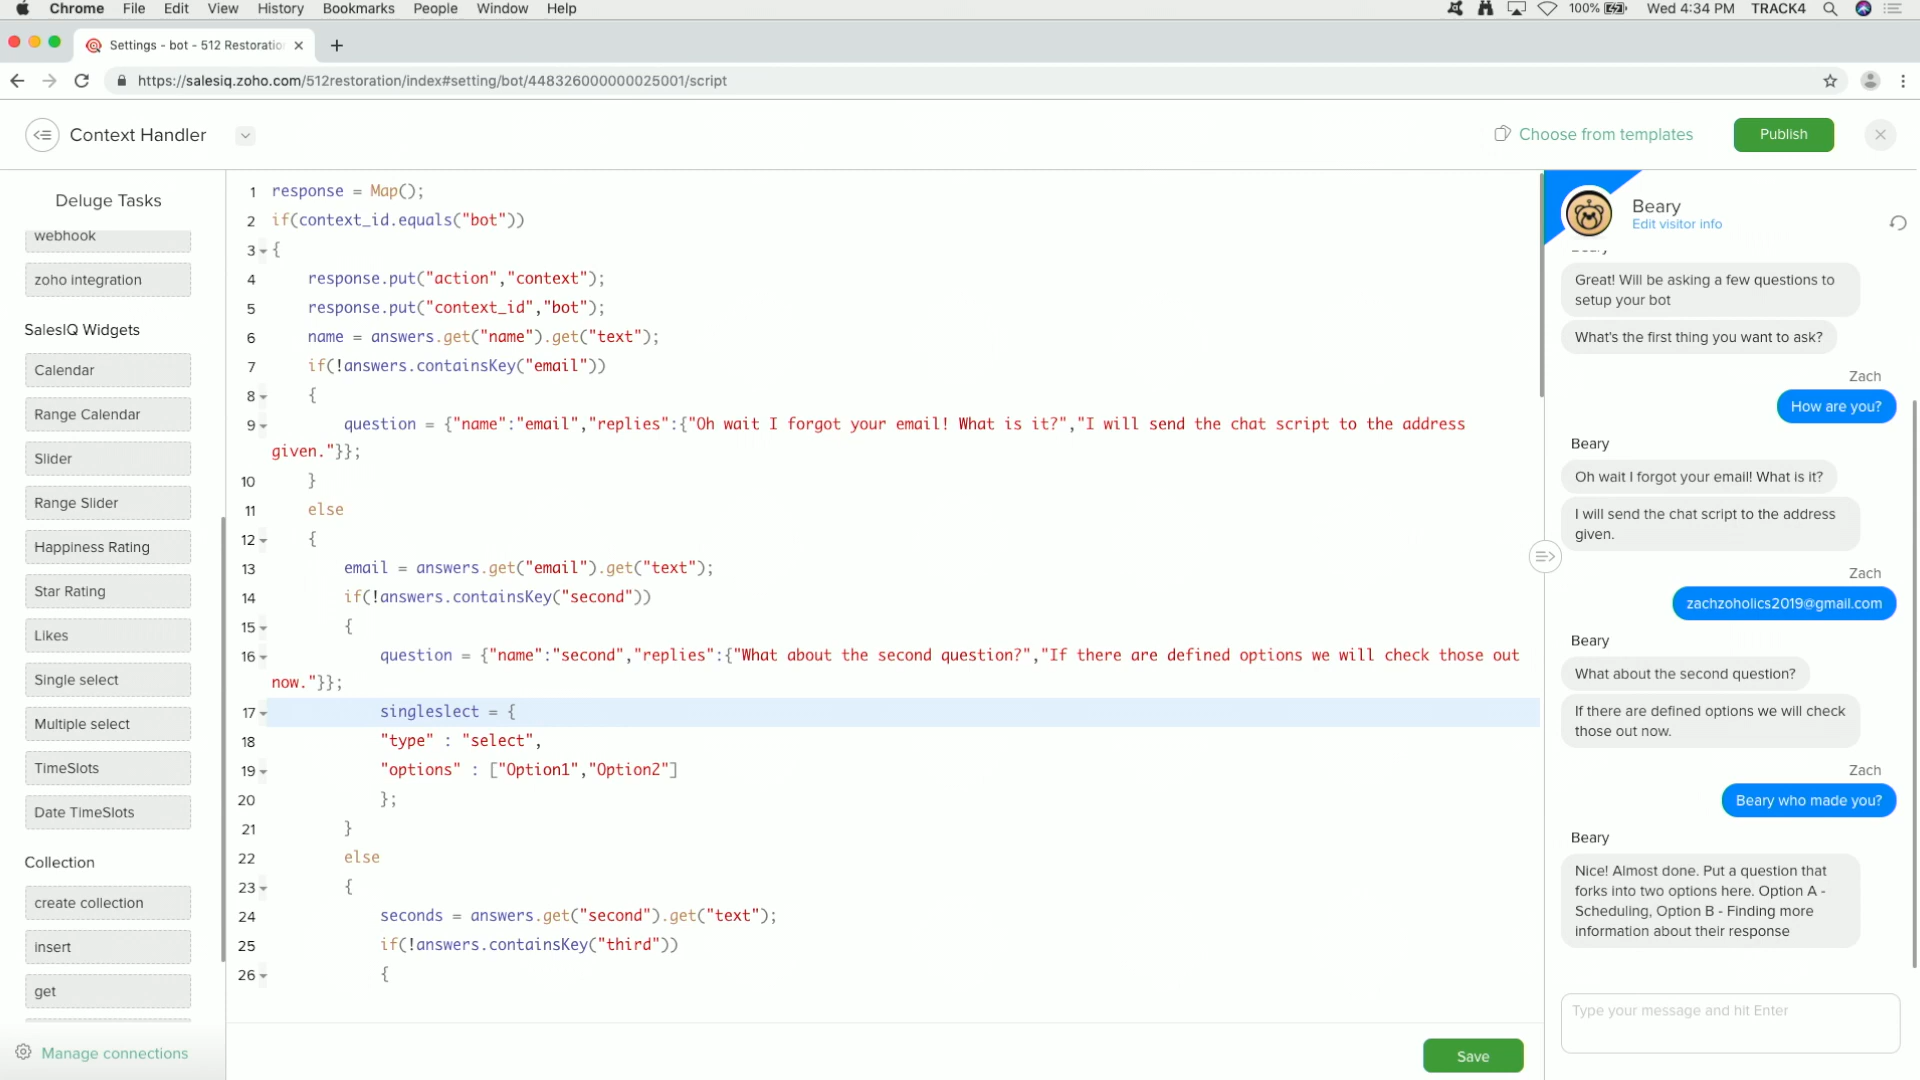 Chrome File Edit View History Bookmarks People Window Help 100% Wed 4:34 PM TRACK4
Settings - bot - 512 Restoratio
https://salesiq.zoho.com/512restoration/index#setting/bot/448326000000025001/script
Context Handler
Choose from templates
Publish
Deluge Tasks
webhook
zoho integration
SalesIQ Widgets
Calendar
Range Calendar
Slider
Range Slider
Happiness Rating
Star Rating
Likes
Single select
Multiple select
TimeSlots
Date TimeSlots
Collection
create collection
insert
get
Manage connections
1 response = Map();
2 if(context_id.equals("bot"))
3 {
4 response.put("action","context");
5 response.put("context_id","bot");
6 name = answers.get("name").get("text");
7 if(!answers.containsKey("email"))
8 {
9 question = {"name":"email","replies":{"Oh wait I forgot your email! What is it?","I will send the chat script to the address
given."}};
10 }
11 else
12 {
13 email = answers.get("email").get("text");
14 if(!answers.containsKey("second"))
15 {
16 question = {"name":"second","replies":{"What about the second question?","If there are defined options we will check those out
now."}};
17 singleslect = {
18 "type" : "select",
19 "options" : ["Option1","Option2"]
20 };
21 }
22 else
23 {
24 seconds = answers.get("second").get("text");
25 if(!answers.containsKey("third"))
26 {
Save
Beary
Edit visitor info
Great! Will be asking a few questions to
setup your bot
What's the first thing you want to ask?
Zach
How are you?
Beary
Oh wait I forgot your email! What is it?
I will send the chat script to the address
given.
Zach
zachzoholics2019@gmail.com
Beary
What about the second question?
If there are defined options we will check
those out now.
Zach
Beary who made you?
Beary
Nice! Almost done. Put a question that
forks into two options here. Option A -
Scheduling, Option B - Finding more
information about their response
Type your message and hit Enter